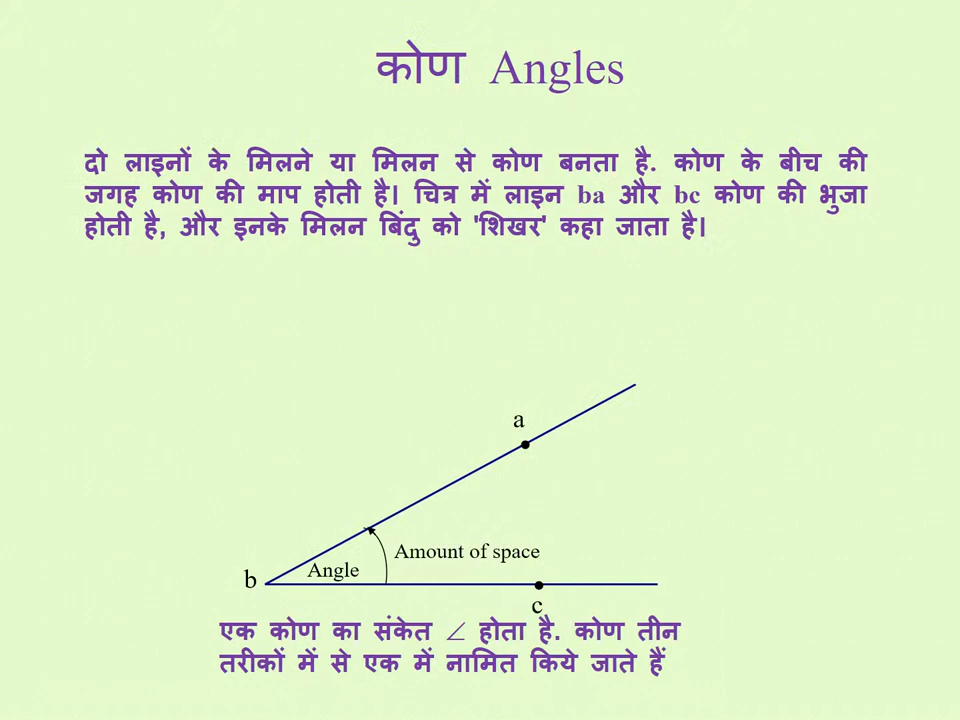 कोण Angles
दो लाइनों के मिलने या मिलन से कोण बनता है. कोण के बीच की
जगह कोण की माप होती है। चित्र में लाइन ba और bc कोण की भुजा
होती है, और इनके मिलन बिंदु को 'शिखर' कहा जाता है।
a
Amount of space
Angle
b
c
एक कोण का संकेत ∠ होता है. कोण तीन
तरीकों में से एक में नामित किये जाते हैं